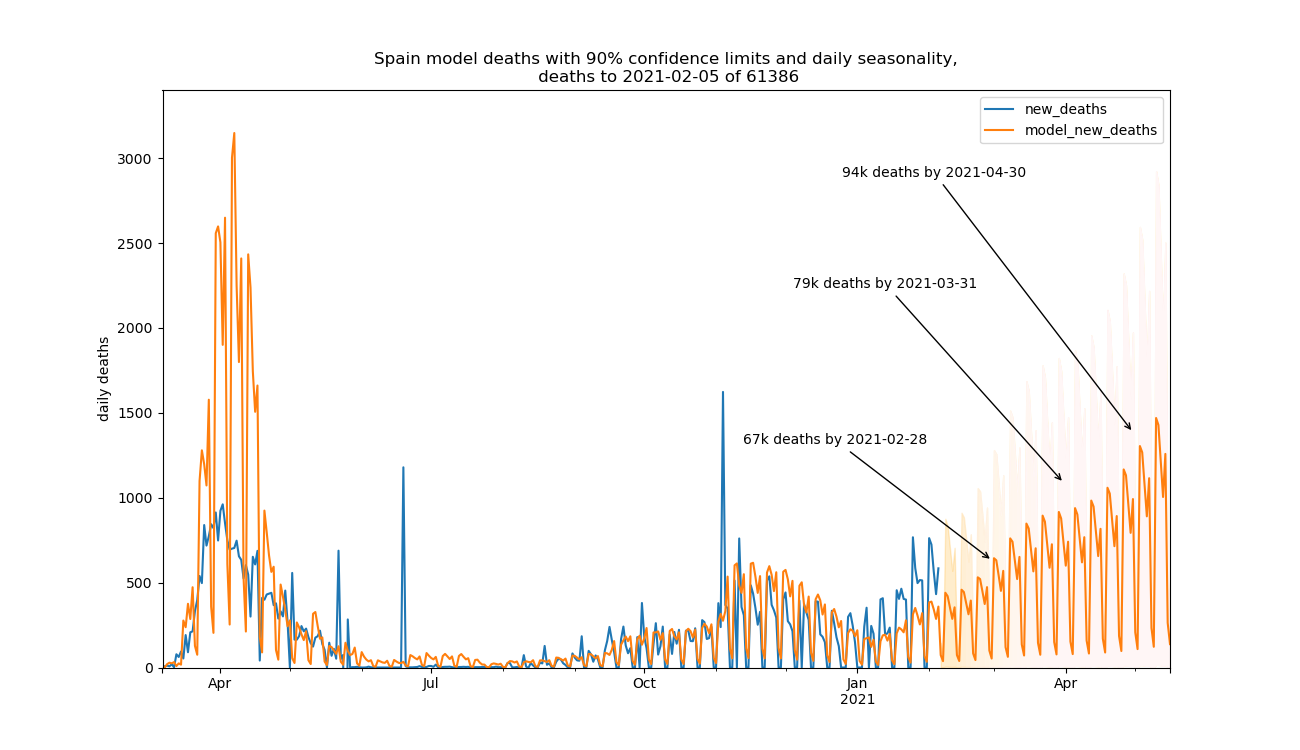 Spain model deaths with 90% confidence limits and daily seasonality,
deaths to 2021-02-05 of 61386
new_deaths
model_new_deaths
3000
2500
2000
1500
1000
500
0
daily deaths
94k deaths by 2021-04-30
79k deaths by 2021-03-31
67k deaths by 2021-02-28
Apr
Jul
Oct
Jan
2021
Apr